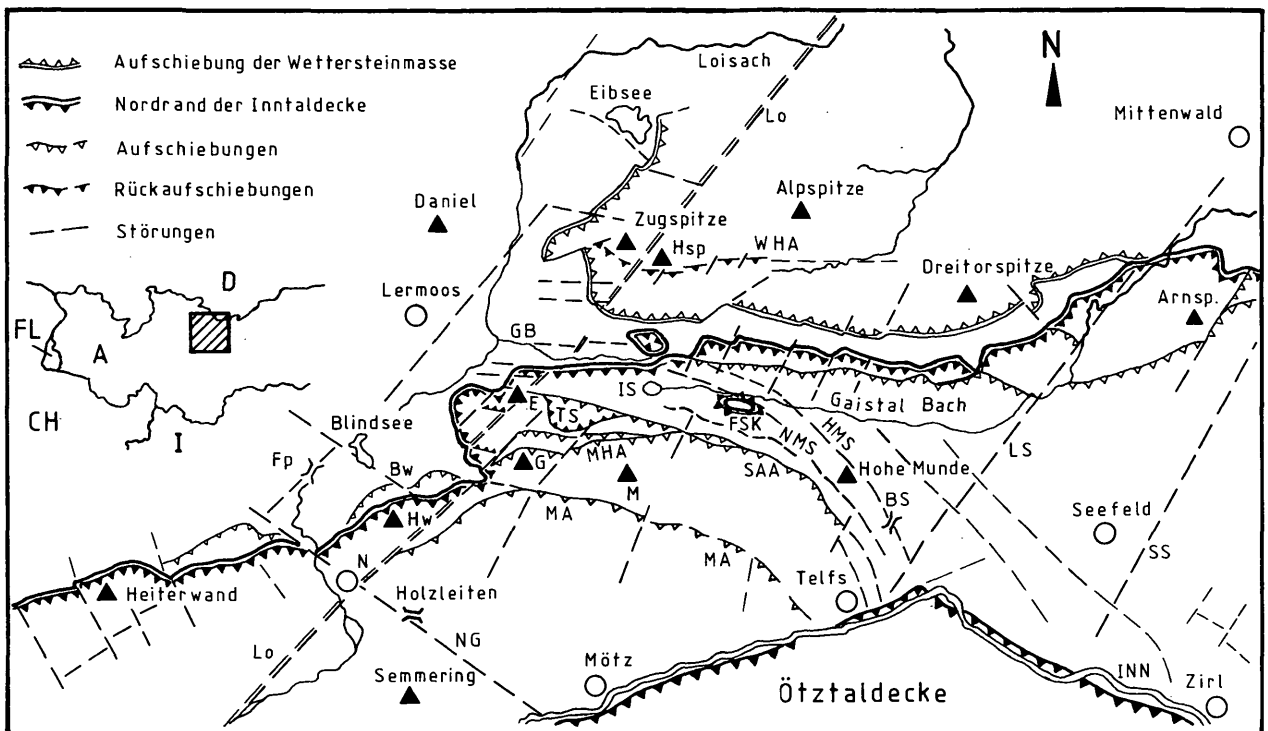 Aufschiebung der Wettersteinmasse
Nordrand der Inntaldecke
Aufschiebungen
Rückaufschiebungen
Störungen
N
Loisach
Eibsee
Lo
Mittenwald
Daniel
Alpspitze
Zugspitze
Hsp
WHA
Dreitorspitze
Arnsp.
D
FL
A
CH
I
Lermoos
GB
IS
E
TS
FSK
Gaistal Bach
Blindsee
Fp
Bw
G
MHA
M
NMS
HMS
SAA
Hohe Munde
LS
BS
Seefeld
SS
Hw
MA
MA
N
Heiterwand
Holzleiten
Telfs
Lo
NG
Semmering
Mötz
Ötztaldecke
INN
Zirl